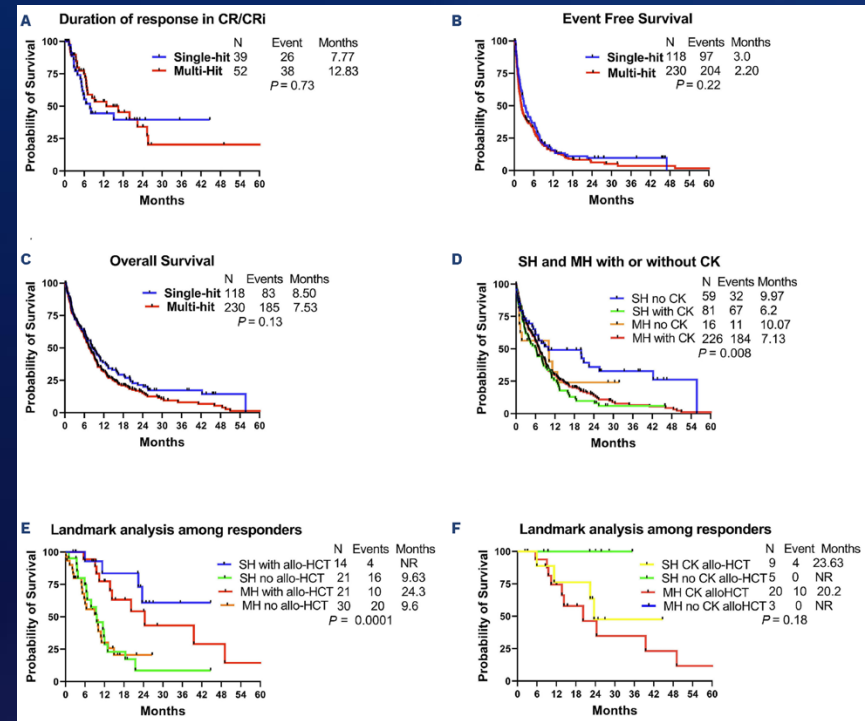 A Duration of response in CR/CRi
N Event Months
Single-hit 39 26 7.77
Multi-Hit 52 38 12.83
P = 0.73
Probability of Survival
100
75
50
25
0
0 6 12 18 24 30 36 42 48 54 60
Months
B Event Free Survival
N Events Months
Single-hit 118 97 3.0
Multi-hit 230 204 2.20
P = 0.22
Probability of Survival
100
75
50
25
0
0 6 12 18 24 30 36 42 48 54 60
Months
C Overall Survival
N Events Months
Single-hit 118 83 8.50
Multi-hit 230 185 7.53
P = 0.13
Probability of Survival
100
75
50
25
0
0 6 12 18 24 30 36 42 48 54 60
Months
D SH and MH with or without CK
N Events Months
SH no CK 59 32 9.97
SH with CK 81 67 6.2
MH no CK 16 11 10.07
MH with CK 226 184 7.13
P = 0.008
Probability of Survival
100
75
50
25
0
0 6 12 18 24 30 36 42 48 54 60
Months
E Landmark analysis among responders
N Event Months
SH with allo-HCT 14 4 NR
SH no allo-HCT 21 16 9.63
MH with allo-HCT 21 10 24.3
MH no allo-HCT 30 20 9.6
P = 0.0001
Probability of Survival
100
75
50
25
0
0 6 12 18 24 30 36 42 48 54 60
Months
F Landmark analysis among responders
N Event Months
SH CK allo-HCT 9 4 23.63
SH no CK allo-HCT 5 0 NR
MH CK alloHCT 20 10 20.2
MH no CK alloHCT 3 0 NR
P = 0.18
Probability of Survival
100
75
50
25
0
0 6 12 18 24 30 36 42 48 54 60
Months